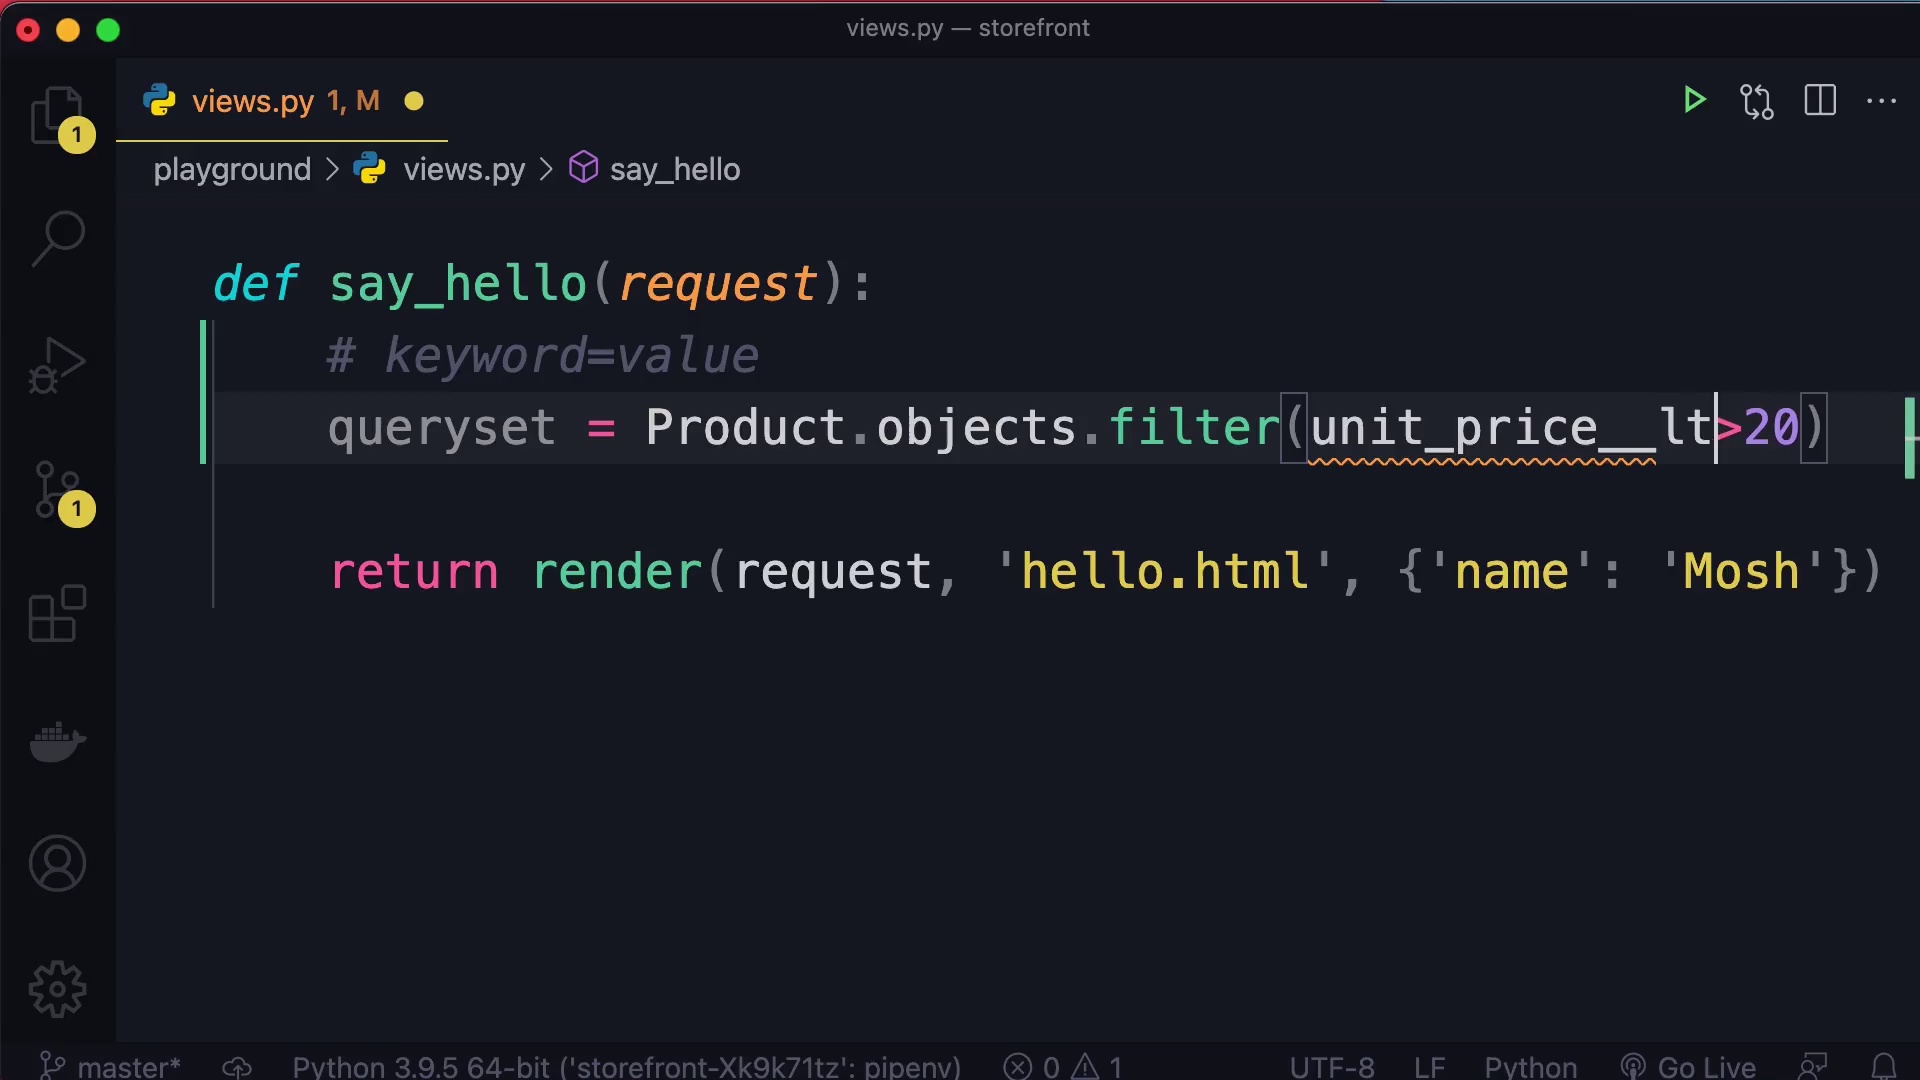 views.py — storefront
views.py 1, M
1
playground > views.py > say_hello
def say_hello(request):
# keyword=value
queryset = Product.objects.filter(unit_price__lt>20)
1
return render(request, 'hello.html', {'name': 'Mosh'})
master* Python 3.9.5 64-bit ('storefront-Xk9k71tz': pipenv) 0 1 UTF-8 LF Python Go Live